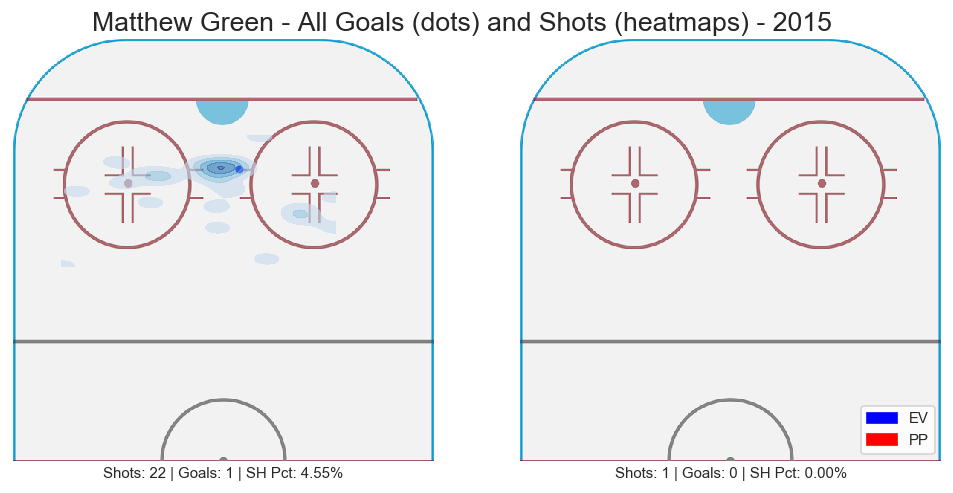 Matthew Green - All Goals (dots) and Shots (heatmaps) - 2015
EV
PP
Shots: 22 | Goals: 1 | SH Pct: 4.55%
Shots: 1 | Goals: 0 | SH Pct: 0.00%